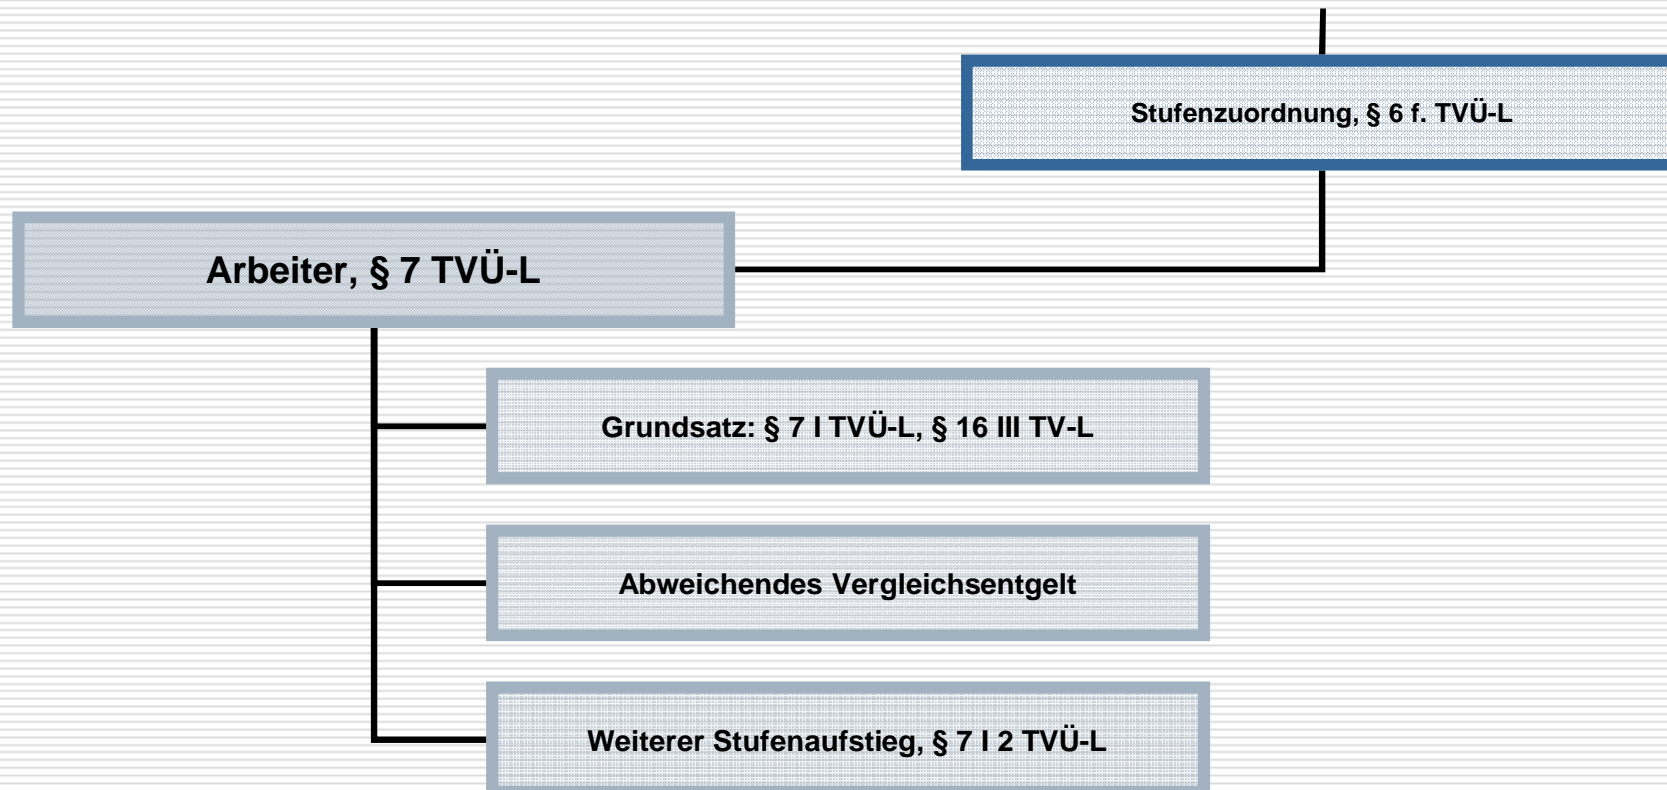 Stufenzuordnung, § 6 f. TVÜ-L
Arbeiter, § 7 TVÜ-L
Grundsatz: § 7 I TVÜ-L, § 16 III TV-L
Abweichendes Vergleichsentgelt
Weiterer Stufenaufstieg, § 7 I 2 TVÜ-L